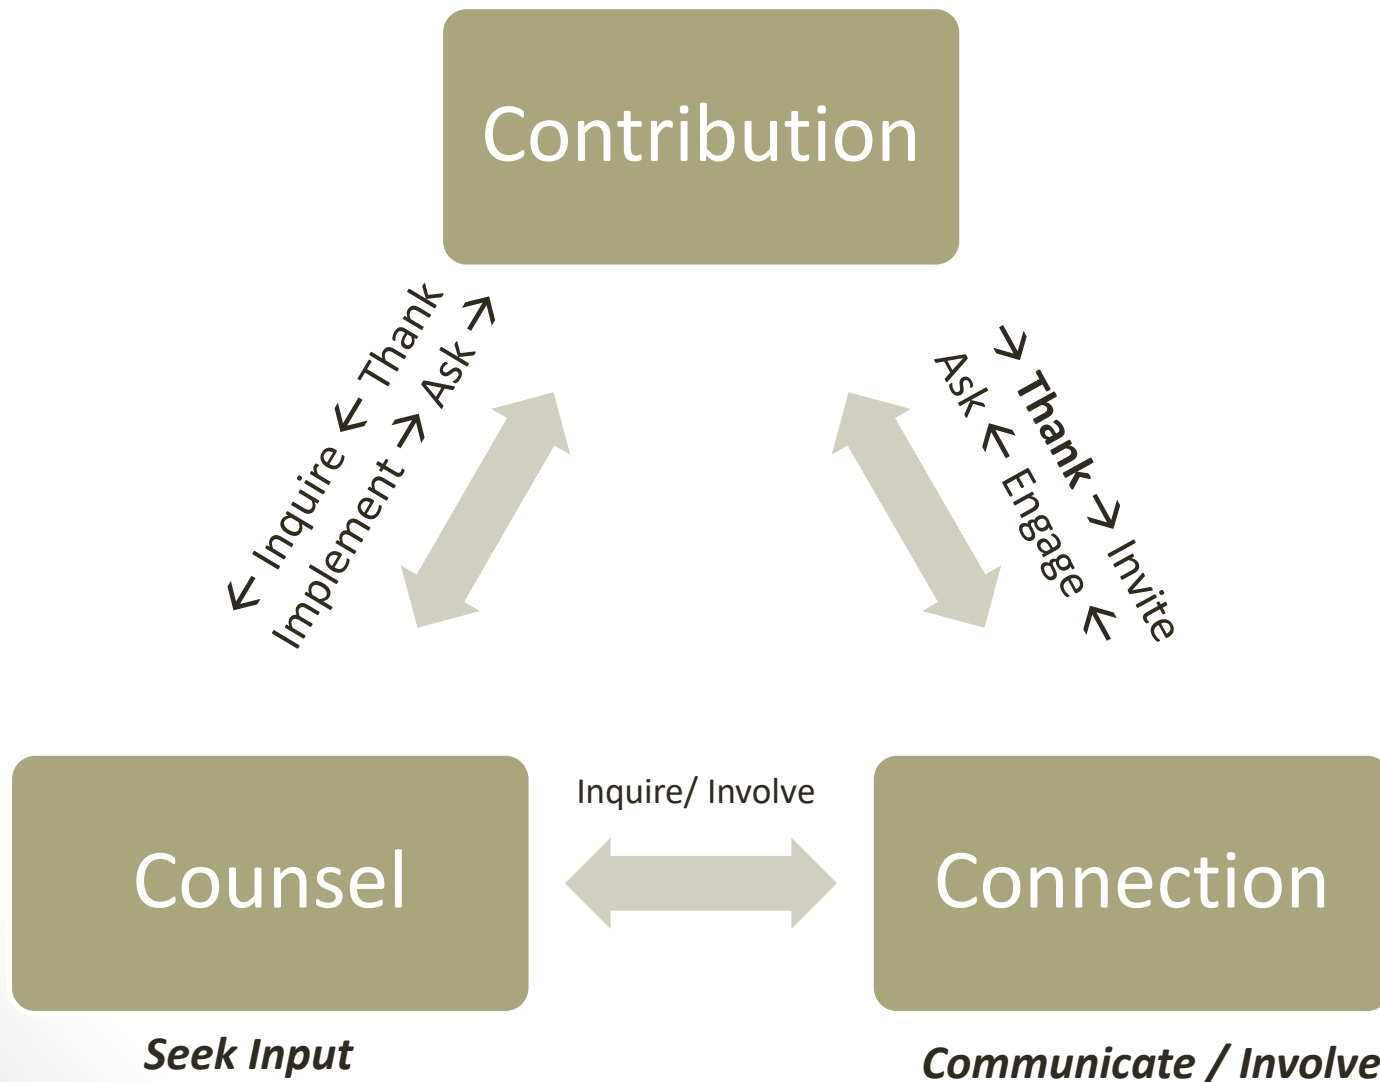 Contribution
← Inquire ← Thank
Implement → Ask →
→ Thank → Invite
Ask ← Engage ←
Inquire/ Involve
Counsel
Connection
Seek Input
Communicate / Involve